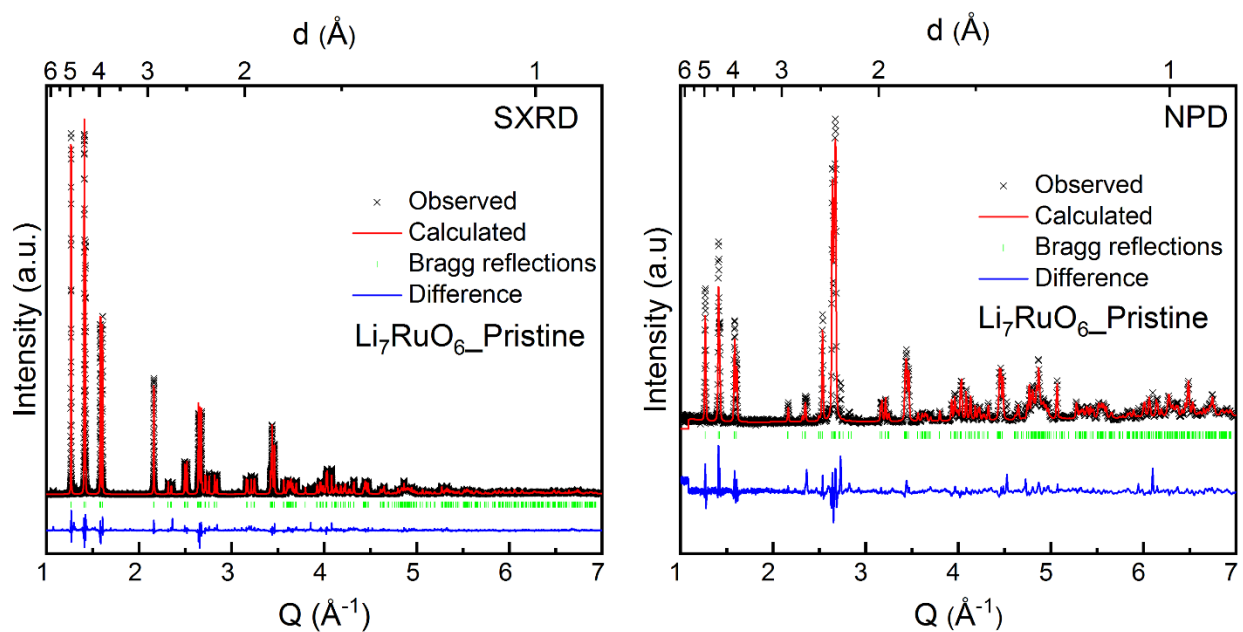 d (Å)
6 5 4 3 2 1
SXRD
Observed
Calculated
Bragg reflections
Difference
Li₇RuO₆_Pristine
Intensity (a.u.)
1 2 3 4 5 6 7
Q (Å⁻¹)
d (Å)
6 5 4 3 2 1
NPD
Observed
Calculated
Bragg reflections
Difference
Li₇RuO₆_Pristine
Intensity (a.u)
1 2 3 4 5 6 7
Q (Å⁻¹)